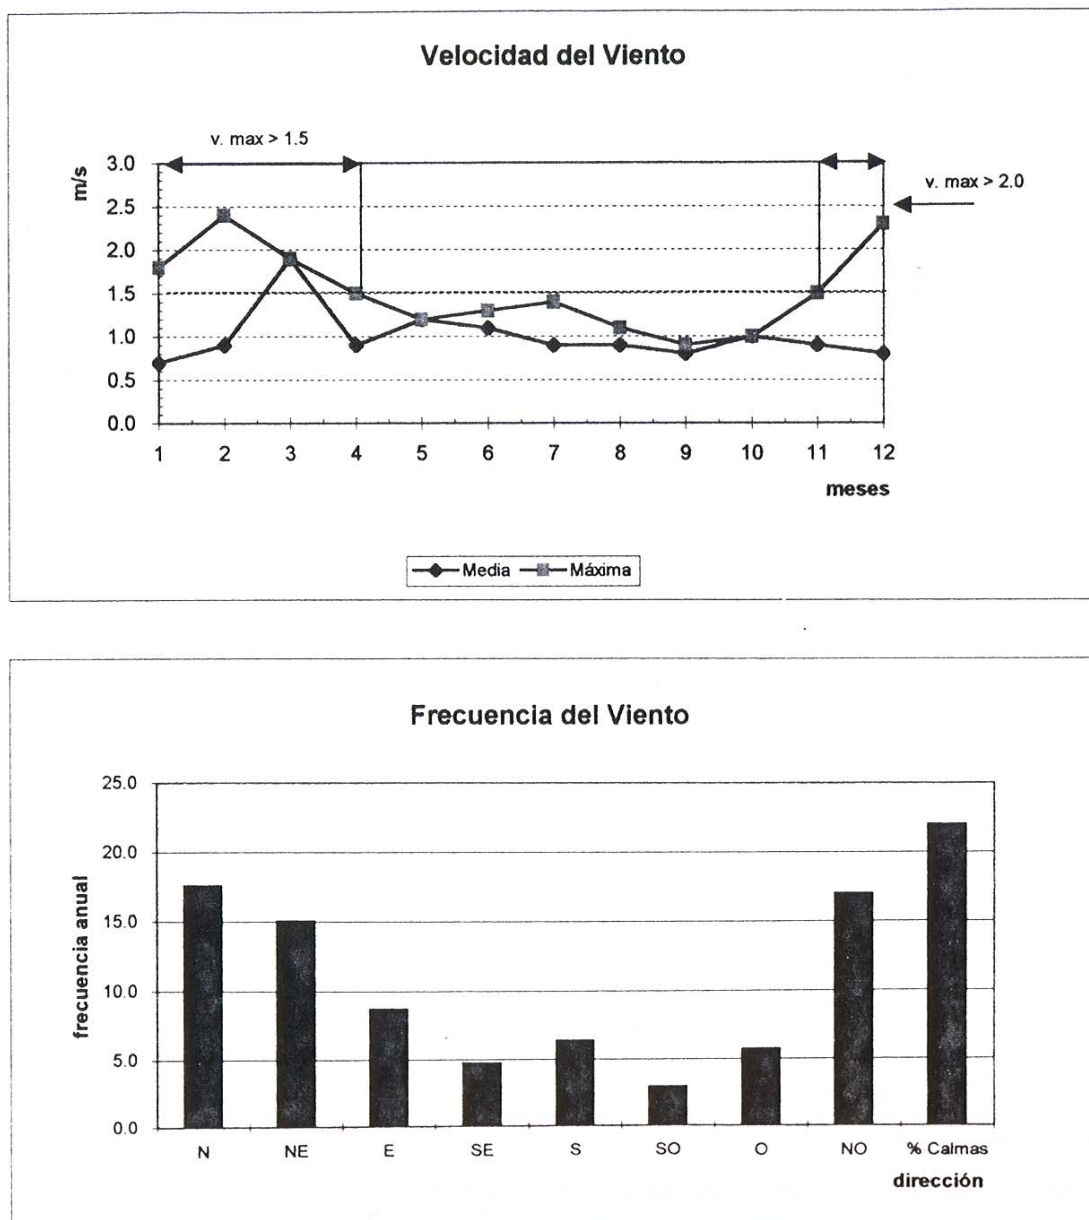 Velocidad del Viento
v. max > 1.5
v. max > 2.0
m/s
3.0
2.5
2.0
1.5
1.0
0.5
0.0
1 2 3 4 5 6 7 8 9 10 11 12
meses
Media Máxima
Frecuencia del Viento
frecuencia anual
25.0
20.0
15.0
10.0
5.0
0.0
N NE E SE S SO O NO % Calmas
dirección